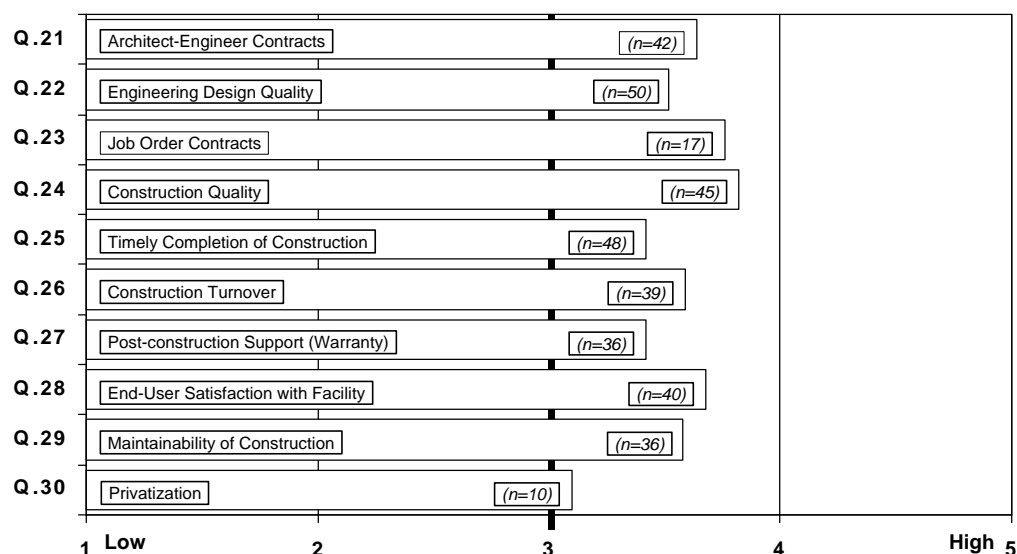 Q.21 Architect-Engineer Contracts (n=42)
Q.22 Engineering Design Quality (n=50)
Q.23 Job Order Contracts (n=17)
Q.24 Construction Quality (n=45)
Q.25 Timely Completion of Construction (n=48)
Q.26 Construction Turnover (n=39)
Q.27 Post-construction Support (Warranty) (n=36)
Q.28 End-User Satisfaction with Facility (n=40)
Q.29 Maintainability of Construction (n=36)
Q.30 Privatization (n=10)
1 Low 2 3 4 High 5